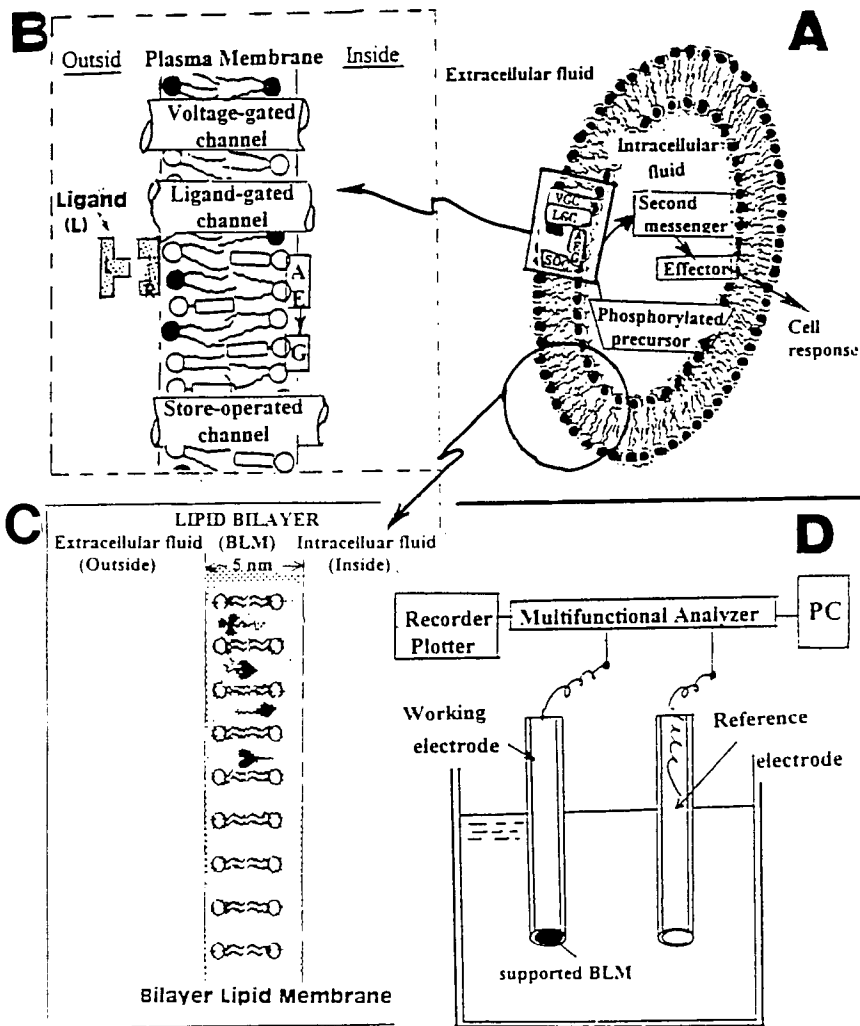 B
Outsid Plasma Membrane Inside
Voltage-gated
channel
Ligand
(L)
Ligand-gated
channel
R
A
E
G
Store-operated
channel
A
Extracellular fluid
Intracellular
fluid
VGC
LGC
A
E
G
SOC
Second
messenger
Effector
Phosphorylated
precursor
Cell
response
C
LIPID BILAYER
Extracellular fluid (BLM) Intracelluar fluid
(Outside) 5 nm (Inside)
Bilayer Lipid Membrane
D
Recorder
Plotter
Multifunctional Analyzer
PC
Working
electrode
Reference
electrode
supported BLM